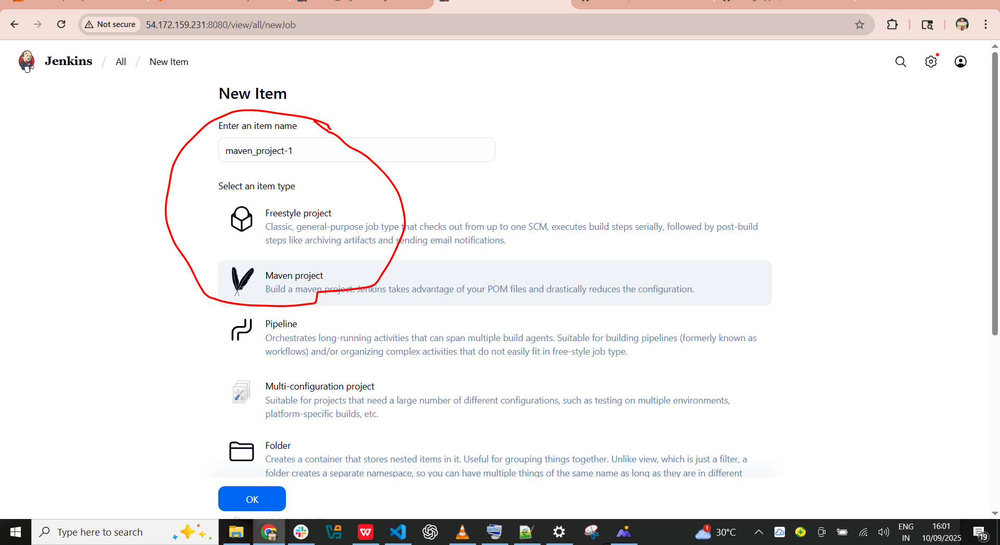 Not secure
54.172.159.231:8080/view/all/newJob
Jenkins / All / New Item
New Item
Enter an item name
maven_project-1
Select an item type
Freestyle project
Classic, general-purpose job type that checks out from up to one SCM, executes build steps serially, followed by post-build
steps like archiving artifacts and sending email notifications.
Maven project
Build a maven project. Jenkins takes advantage of your POM files and drastically reduces the configuration.
Pipeline
Orchestrates long-running activities that can span multiple build agents. Suitable for building pipelines (formerly known as
workflows) and/or organizing complex activities that do not easily fit in free-style job type.
Multi-configuration project
Suitable for projects that need a large number of different configurations, such as testing on multiple environments,
platform-specific builds, etc.
Folder
Creates a container that stores nested items in it. Useful for grouping things together. Unlike view, which is just a filter, a
folder creates a separate namespace, so you can have multiple things of the same name as long as they are in different
OK
Type here to search
1
30°C
ENG
IN
16:01
10/09/2025
19